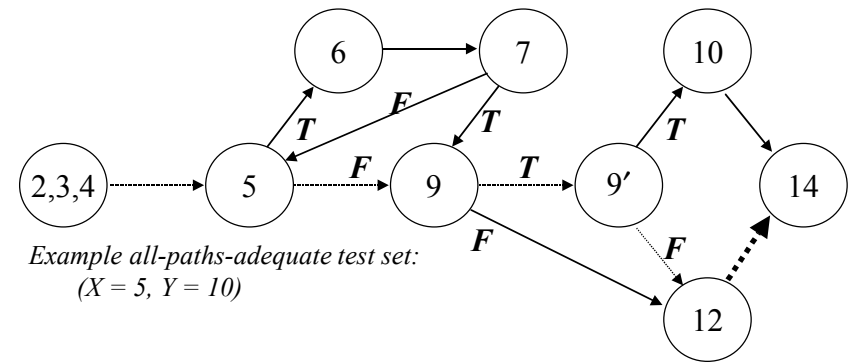 6
7
10
F
T
T
T
2,3,4
5
F
9
T
9′
14
F
F
Example all-paths-adequate test set:
(X = 5, Y = 10)
12